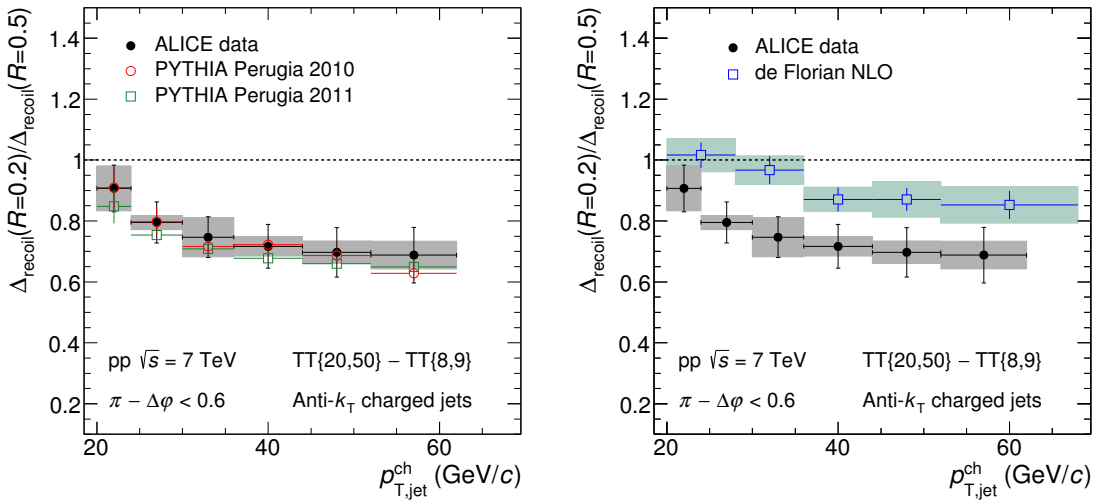 Δrecoil(R=0.2)/Δrecoil(R=0.5)
1.4
1.2
1
0.8
0.6
0.4
0.2
ALICE data
PYTHIA Perugia 2010
PYTHIA Perugia 2011
pp √s = 7 TeV
TT{20,50} − TT{8,9}
π − Δφ < 0.6
Anti-kT charged jets
20 40 60
p^ch_T,jet (GeV/c)
Δrecoil(R=0.2)/Δrecoil(R=0.5)
1.4
1.2
1
0.8
0.6
0.4
0.2
ALICE data
de Florian NLO
pp √s = 7 TeV
TT{20,50} − TT{8,9}
π − Δφ < 0.6
Anti-kT charged jets
20 40 60
p^ch_T,jet (GeV/c)